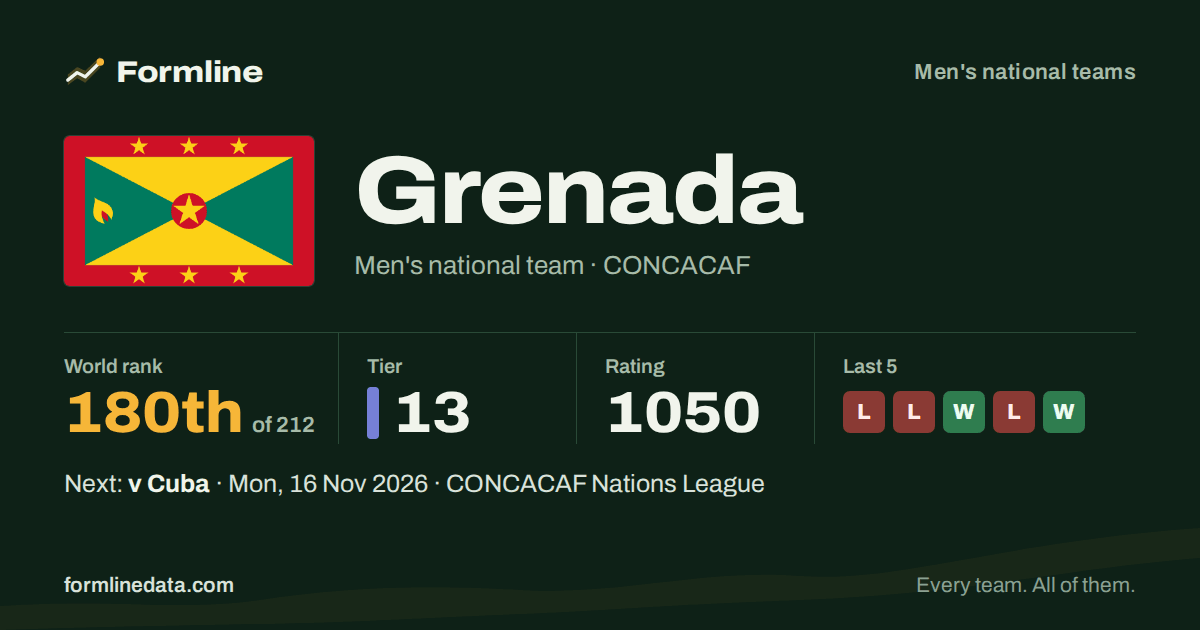 Formline
Men's national teams
Grenada
Men's national team · CONCACAF
World rank
180th of 212
Tier
13
Rating
1050
Last 5
L L W L W
Next: v Cuba · Mon, 16 Nov 2026 · CONCACAF Nations League
formlinedata.com
Every team. All of them.